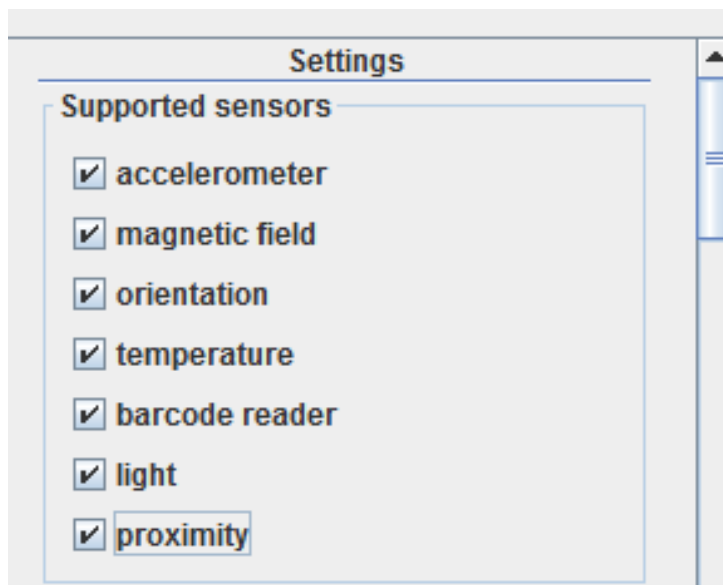 Settings
Supported sensors
accelerometer
magnetic field
orientation
temperature
barcode reader
light
proximity